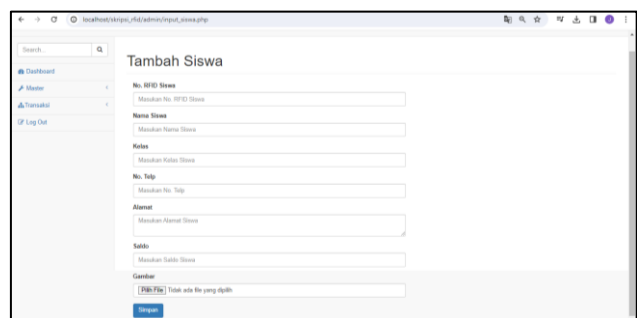 localhost/skripsi_rfid/admin/input_siswa.php
Search..
Dashboard
Master
Transaksi
Log Out
Tambah Siswa
No. RFID Siswa
Masukan No. RFID Siswa
Nama Siswa
Masukan Nama Siswa
Kelas
Masukan Kelas Siswa
No. Telp
Masukan No. Telp
Alamat
Masukan Alamat Siswa
Saldo
Masukan Saldo Siswa
Gambar
Pilih File Tidak ada file yang dipilih
Simpan